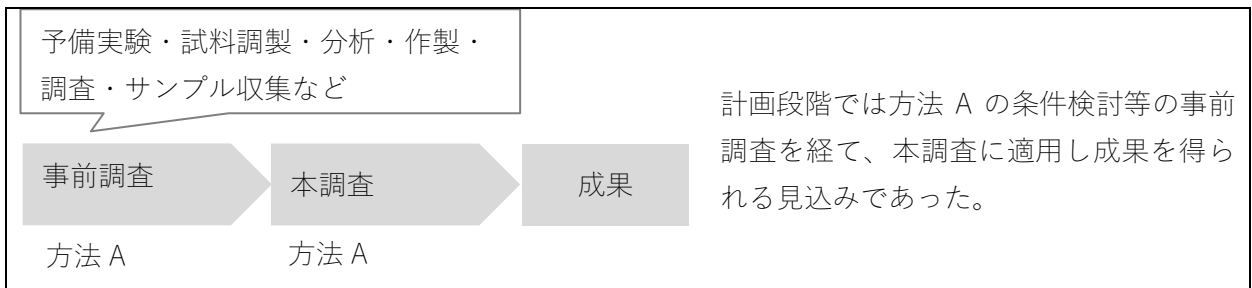 予備実験・試料調製・分析・作製・
調査・サンプル収集など
事前調査
本調査
成果
方法 A
方法 A
計画段階では方法 A の条件検討等の事前
調査を経て、本調査に適用し成果を得ら
れる見込みであった。